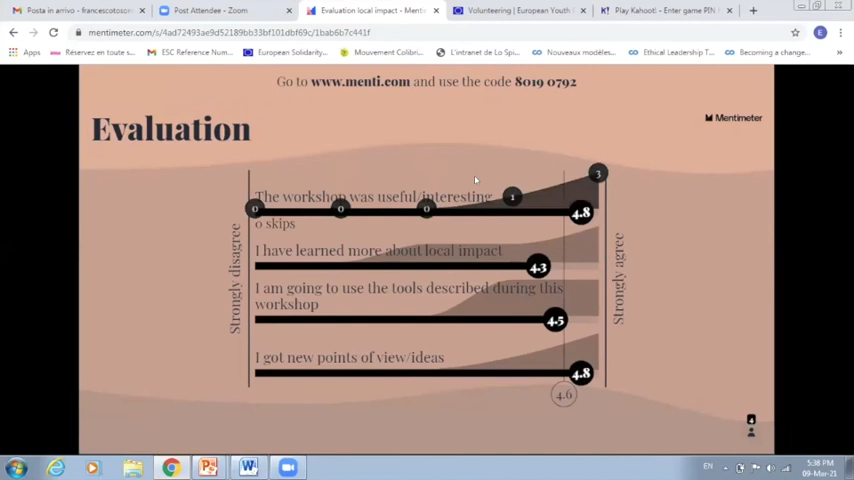 Posta in arrivo - francescotosor
Post Attendee - Zoom
Evaluation local impact - Menti
Volunteering | European Youth
Play Kahoot! - Enter game PIN
mentimeter.com/s/4ad72493ae9d52189bb33bf101dbf69c/1bab6b7c441f
Apps
Réservez en toute s...
ESC Reference Num...
European Solidarity...
Mouvement Colibri...
L'intranet de Lo Spi...
Nouveaux modèles...
Ethical Leadership T...
Becoming a change...
Go to www.menti.com and use the code 8019 0792
Mentimeter
Evaluation
Strongly disagree
Strongly agree
The workshop was useful/interesting
0 0 0 1 3
4.8
0 skips
I have learned more about local impact
4.3
I am going to use the tools described during this
workshop
4.5
I got new points of view/ideas
4.8
4.6
4
EN
5:38 PM
09-Mar-21